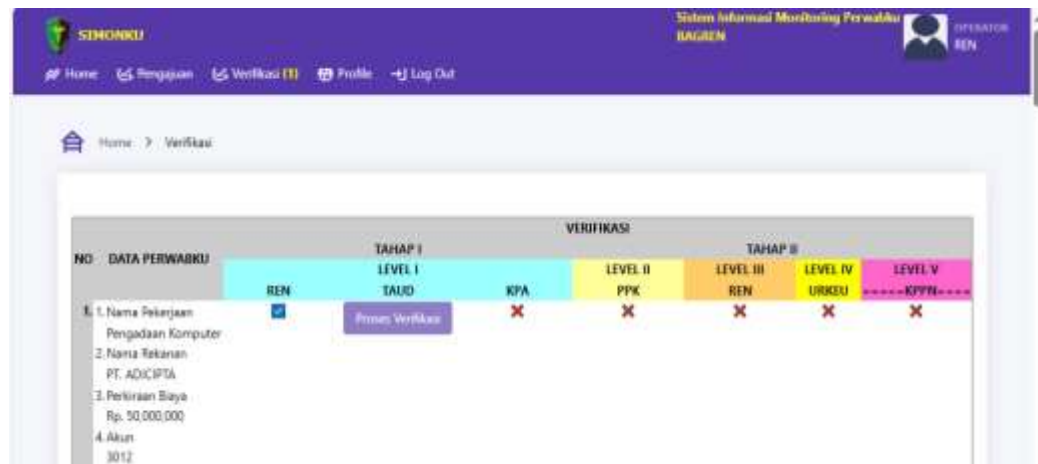 SIMONKU
Sistem Informasi Monitoring Perwabku
BAGREN
OPERATOR
REN
Home Pengajuan Verifikasi (1) Profile Log Out
Home > Verifikasi
VERIFIKASI
NO DATA PERWABKU TAHAP I TAHAP II
LEVEL I LEVEL II LEVEL III LEVEL IV LEVEL V
REN TAUD KPA PPK REN URKEU -----KPPN----
1. 1. Nama Pekerjaan Proses Verifikasi
Pengadaan Komputer
2. Nama Rekanan
PT. ADICIPTA
3. Perkiraan Biaya
Rp. 50,000,000
4. Akun
3012